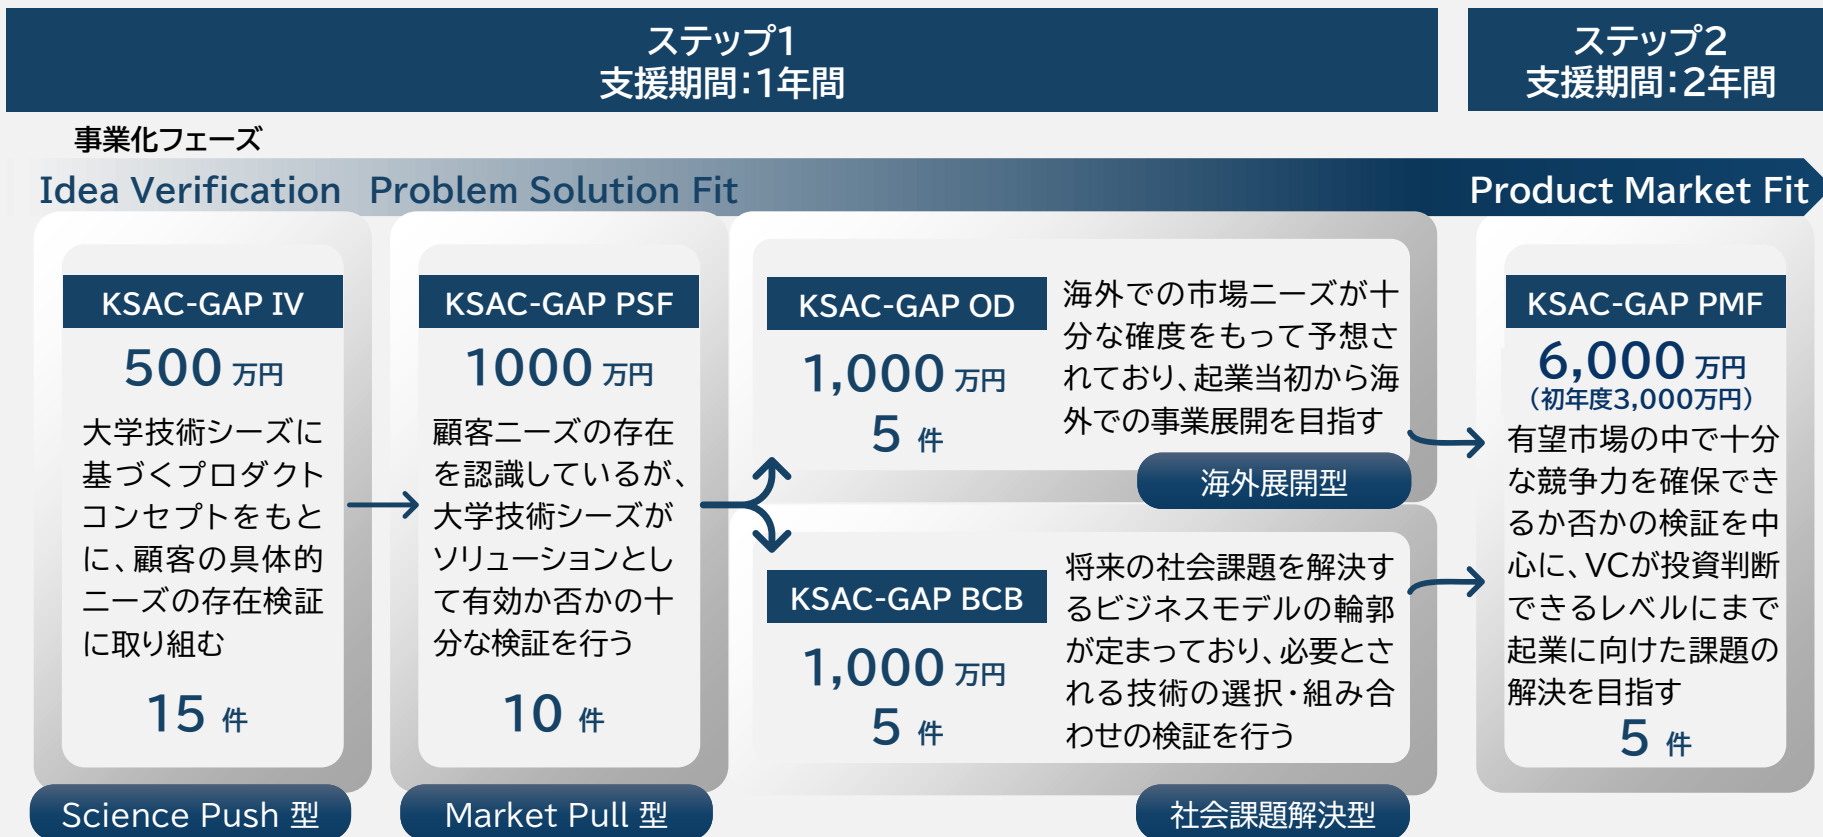 ステップ1
支援期間：1年間
ステップ2
支援期間：2年間
事業化フェーズ
Idea Verification
Problem Solution Fit
Product Market Fit
KSAC-GAP IV
500 万円
大学技術シーズに
基づくプロダクト
コンセプトをもと
に、顧客の具体的
ニーズの存在検証
に取り組む
15 件
Science Push 型
KSAC-GAP PSF
1000 万円
顧客ニーズの存在
を認識しているが、
大学技術シーズが
ソリューションとし
て有効か否かの十
分な検証を行う
10 件
Market Pull 型
KSAC-GAP OD
1,000 万円
5 件
海外での市場ニーズが十
分な確度をもって予想さ
れており、起業当初から海
外での事業展開を目指す
海外展開型
KSAC-GAP BCB
1,000 万円
5 件
将来の社会課題を解決す
るビジネスモデルの輪郭
が定まっており、必要とさ
れる技術の選択・組み合
わせの検証を行う
社会課題解決型
KSAC-GAP PMF
6,000 万円
（初年度3,000万円）
有望市場の中で十分
な競争力を確保でき
るか否かの検証を中
心に、VCが投資判断
できるレベルにまで
起業に向けた課題の
解決を目指す
5 件